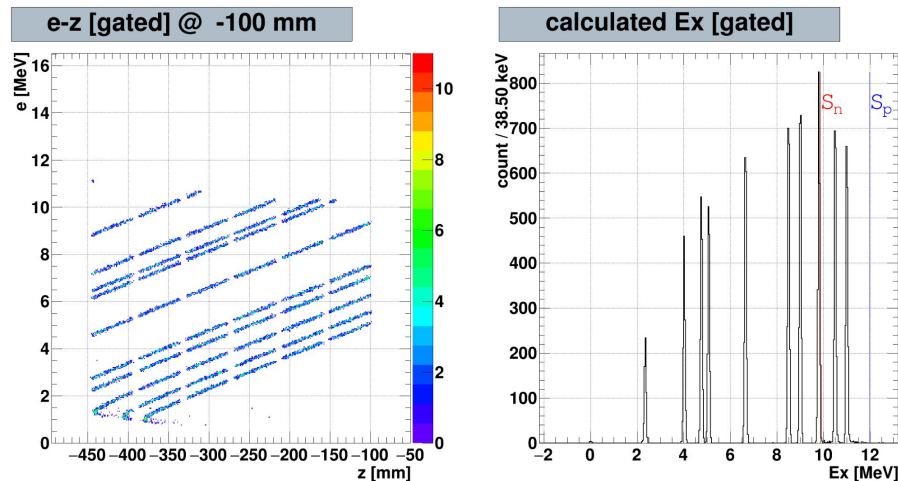 e-z [gated] @ -100 mm
e [MeV]
16
14
12
10
8
6
4
2
0
−450 −400 −350 −300 −250 −200 −150 −100 −50
z [mm]
10
8
6
4
2
0
calculated Ex [gated]
count / 38.50 keV
800
700
600
500
400
300
200
100
0
S_n
S_p
−2 0 2 4 6 8 10 12
Ex [MeV]